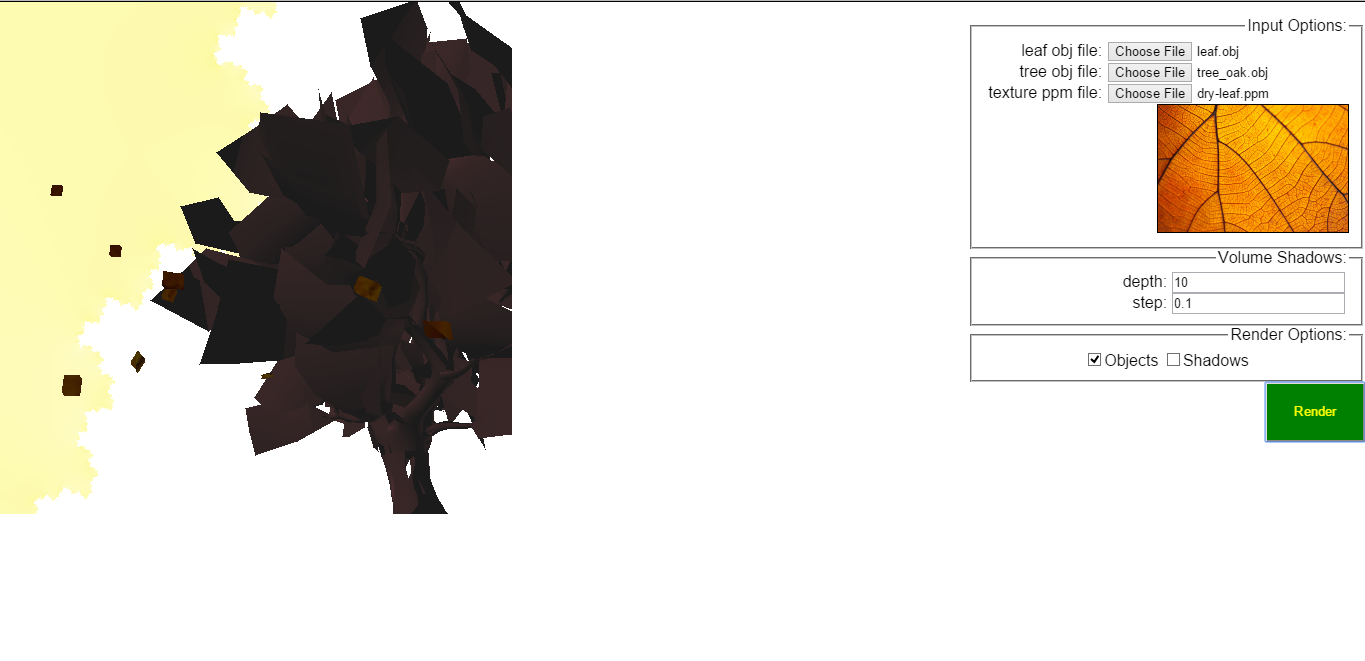 Input Options:
leaf obj file: Choose File leaf.obj
tree obj file: Choose File tree_oak.obj
texture ppm file: Choose File dry-leaf.ppm
Volume Shadows:
depth: 10
step: 0.1
Render Options:
Objects Shadows
Render